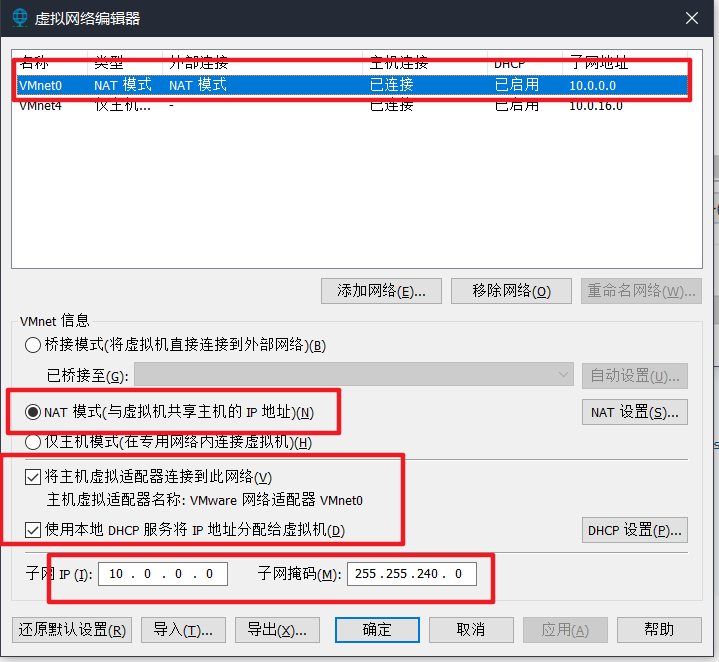 虚拟网络编辑器
名称 类型 外部连接 主机连接 DHCP 子网地址
VMnet0 NAT 模式 NAT 模式 已连接 已启用 10.0.0.0
VMnet4 仅主机... - 已连接 已启用 10.0.16.0
添加网络(E)... 移除网络(O) 重命名网络(W)...
VMnet 信息
桥接模式(将虚拟机直接连接到外部网络)(B)
已桥接至(G): 自动设置(U)...
NAT 模式(与虚拟机共享主机的 IP 地址)(N) NAT 设置(S)...
仅主机模式(在专用网络内连接虚拟机)(H)
将主机虚拟适配器连接到此网络(V)
主机虚拟适配器名称: VMware 网络适配器 VMnet0
使用本地 DHCP 服务将 IP 地址分配给虚拟机(D) DHCP 设置(P)...
子网 IP (I): 10 . 0 . 0 . 0 子网掩码(M): 255.255.240. 0
还原默认设置(R) 导入(T)... 导出(X)... 确定 取消 应用(A) 帮助